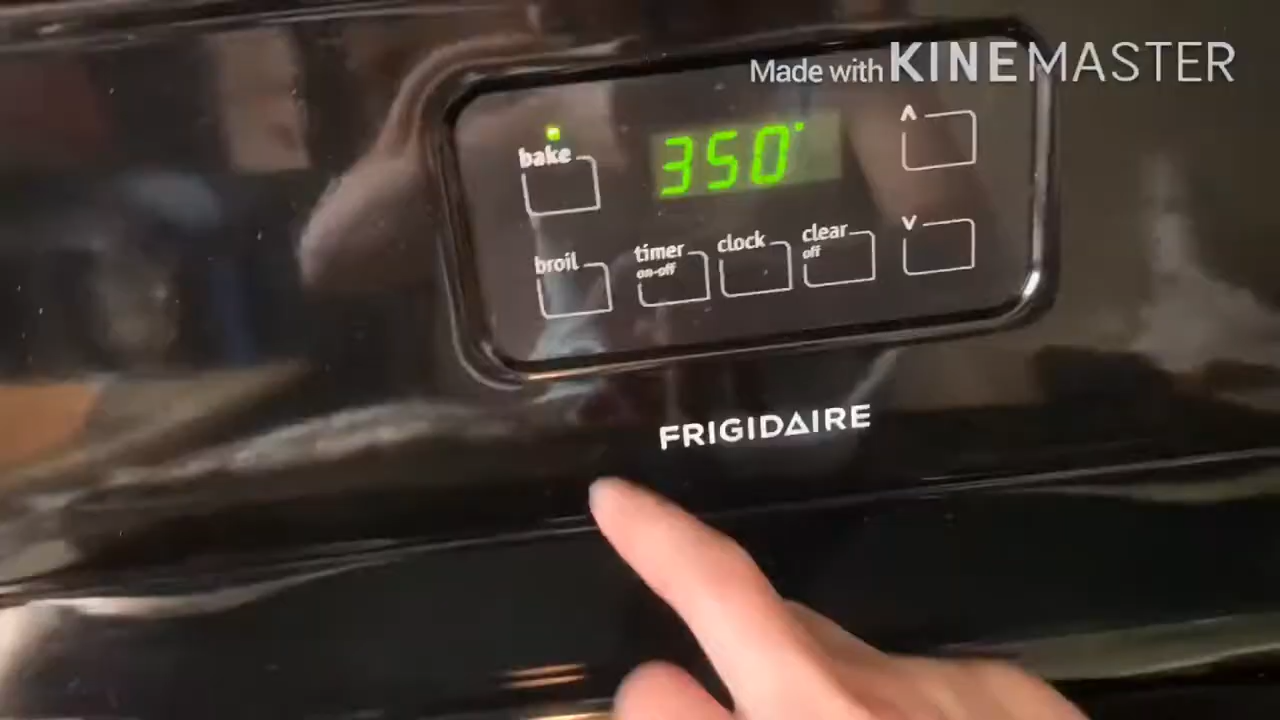 Made with KINEMASTER
bake
350°
^
broil
timer
on-off
clock
clear
off
v
FRIGIDAIRE